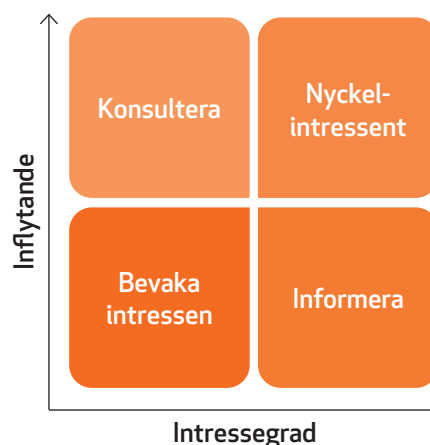 Inflytande
Konsultera
Nyckel-
intressent
Bevaka
intressen
Informera
Intressegrad